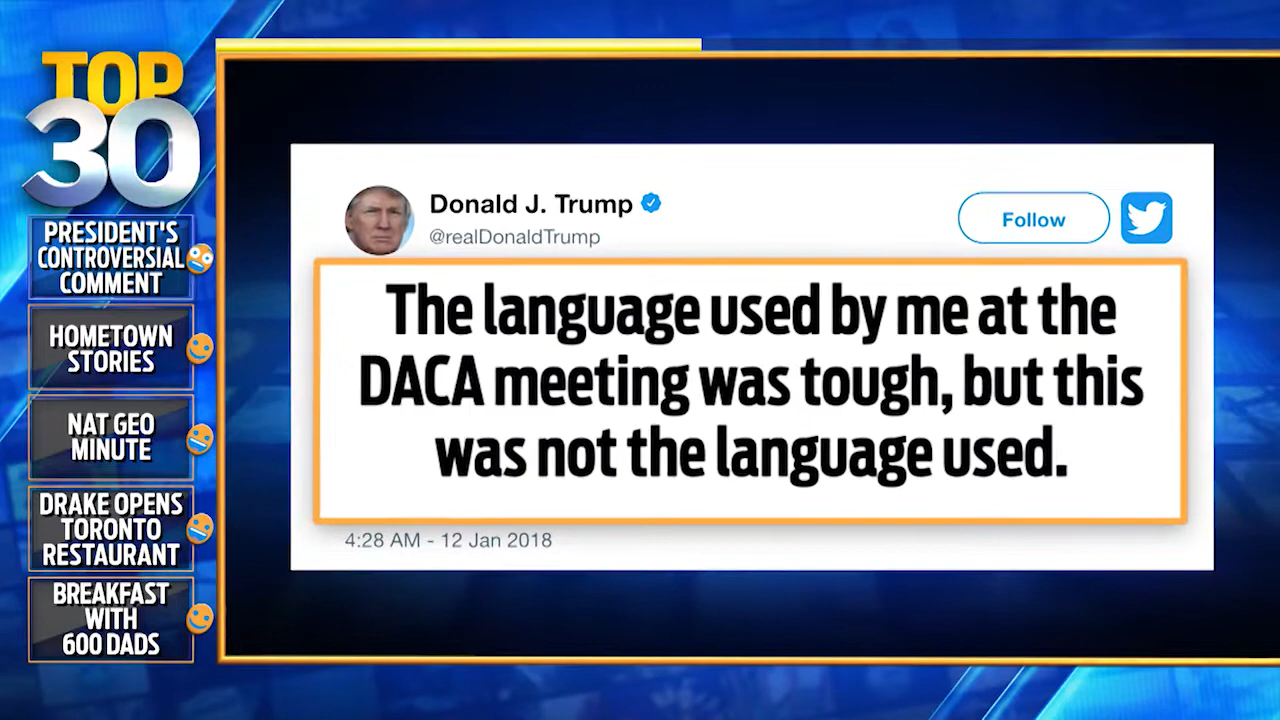 TOP
30
PRESIDENT'S
CONTROVERSIAL
COMMENT
HOMETOWN
STORIES
NAT GEO
MINUTE
DRAKE OPENS
TORONTO
RESTAURANT
BREAKFAST
WITH
600 DADS
Donald J. Trump
@realDonaldTrump
Follow
The language used by me at the
DACA meeting was tough, but this
was not the language used.
4:28 AM - 12 Jan 2018